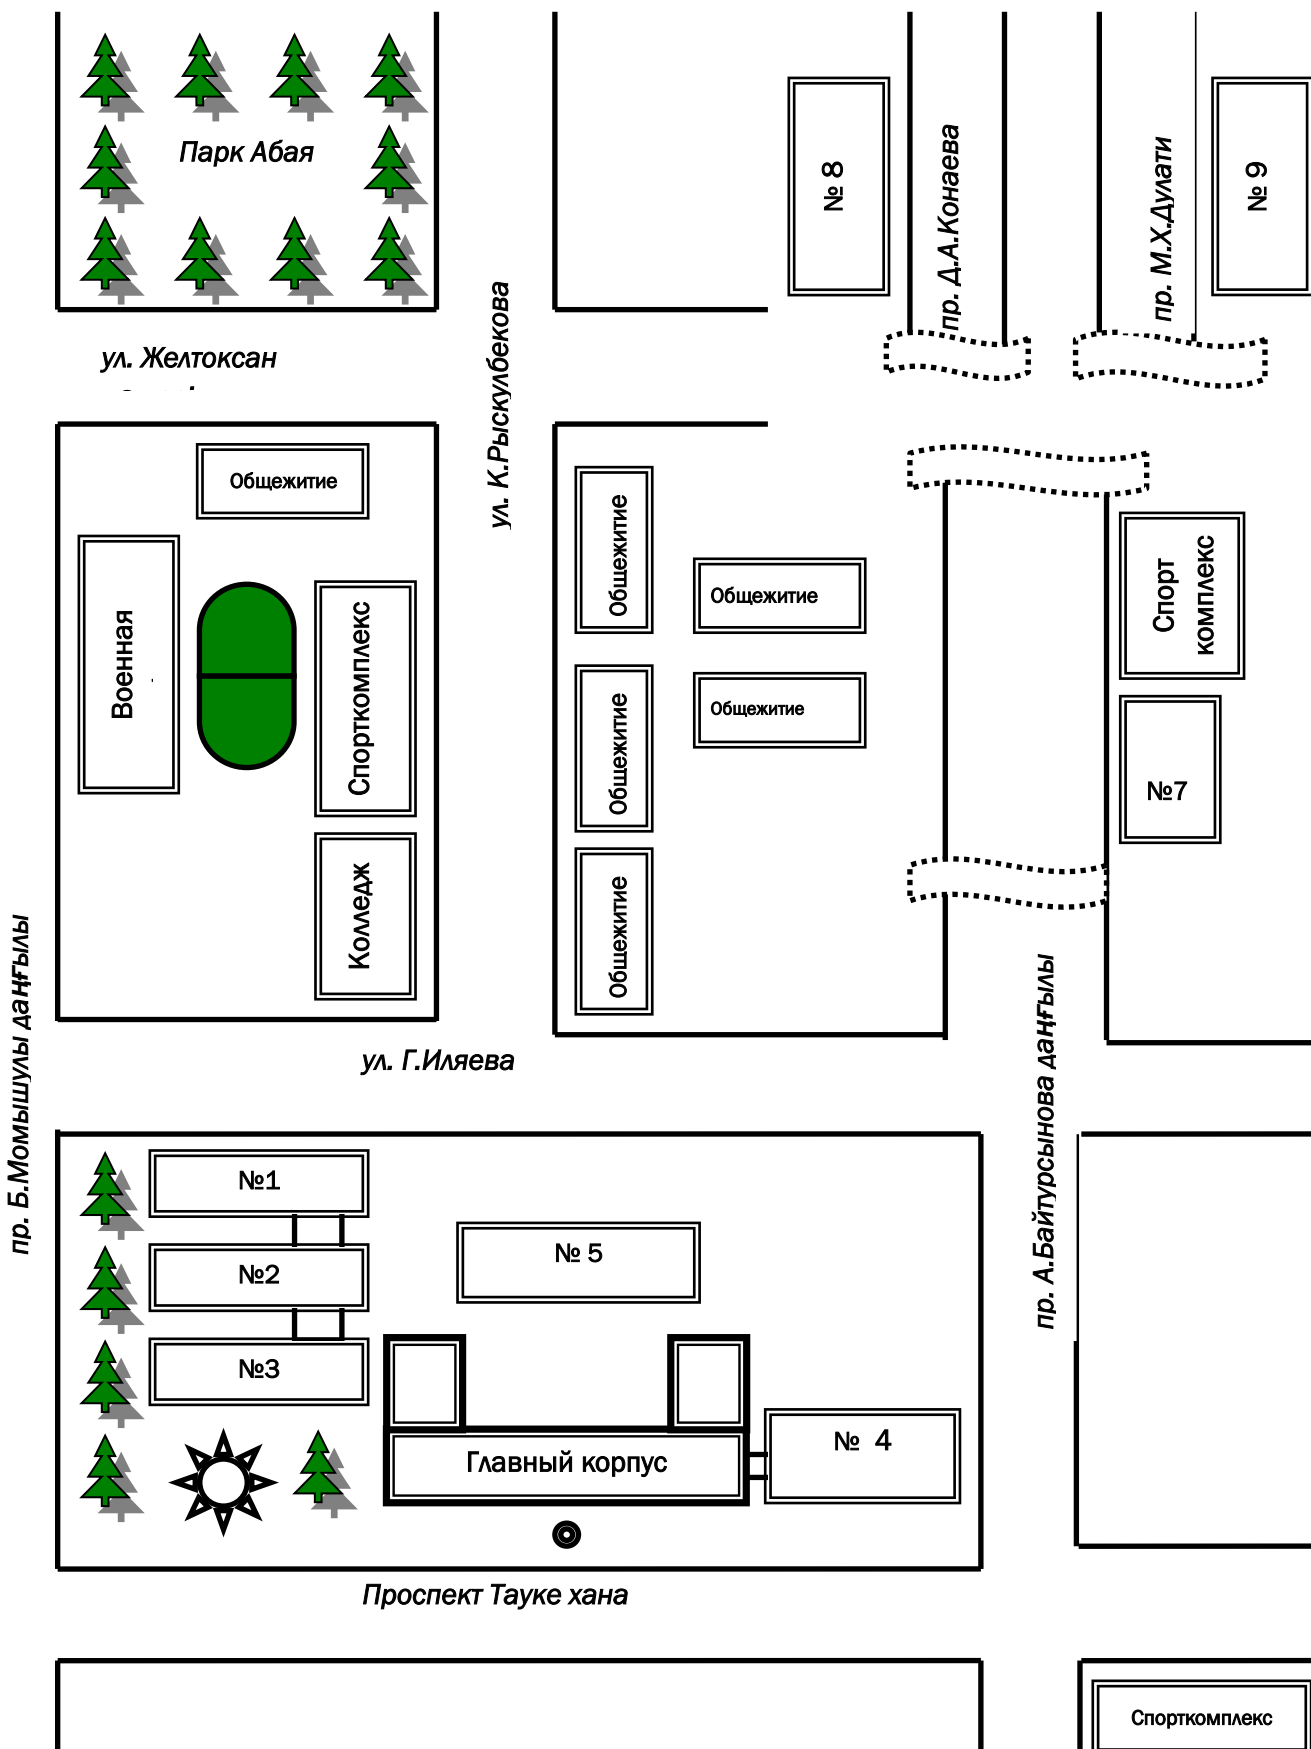 Парк Абая
№ 8
пр. Д.А.Конаева
пр. М.Х.Дулати
№ 9
ул. Желтоксан
ул. К.Рыскулбекова
Общежитие
Военная
Спорткомплекс
Колледж
Общежитие
Общежитие
Общежитие
Общежитие
Общежитие
Спорт
комплекс
№7
пр. Б.Момышулы даңғылы
ул. Г.Иляева
пр. А.Байтурсынова даңғылы
№1
№2
№3
№ 5
Главный корпус
№ 4
Проспект Тауке хана
Спорткомплекс